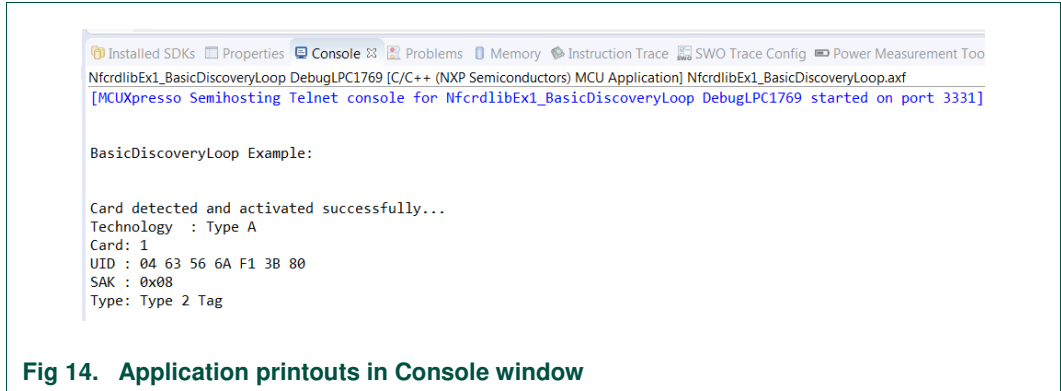 Installed SDKs Properties Console Problems Memory Instruction Trace SWO Trace Config Power Measurement Too
NfcrdlibEx1_BasicDiscoveryLoop DebugLPC1769 [C/C++ (NXP Semiconductors) MCU Application] NfcrdlibEx1_BasicDiscoveryLoop.axf
[MCUXpresso Semihosting Telnet console for NfcrdlibEx1_BasicDiscoveryLoop DebugLPC1769 started on port 3331]
BasicDiscoveryLoop Example:
Card detected and activated successfully...
Technology : Type A
Card: 1
UID : 04 63 56 6A F1 3B 80
SAK : 0x08
Type: Type 2 Tag
Fig 14. Application printouts in Console window